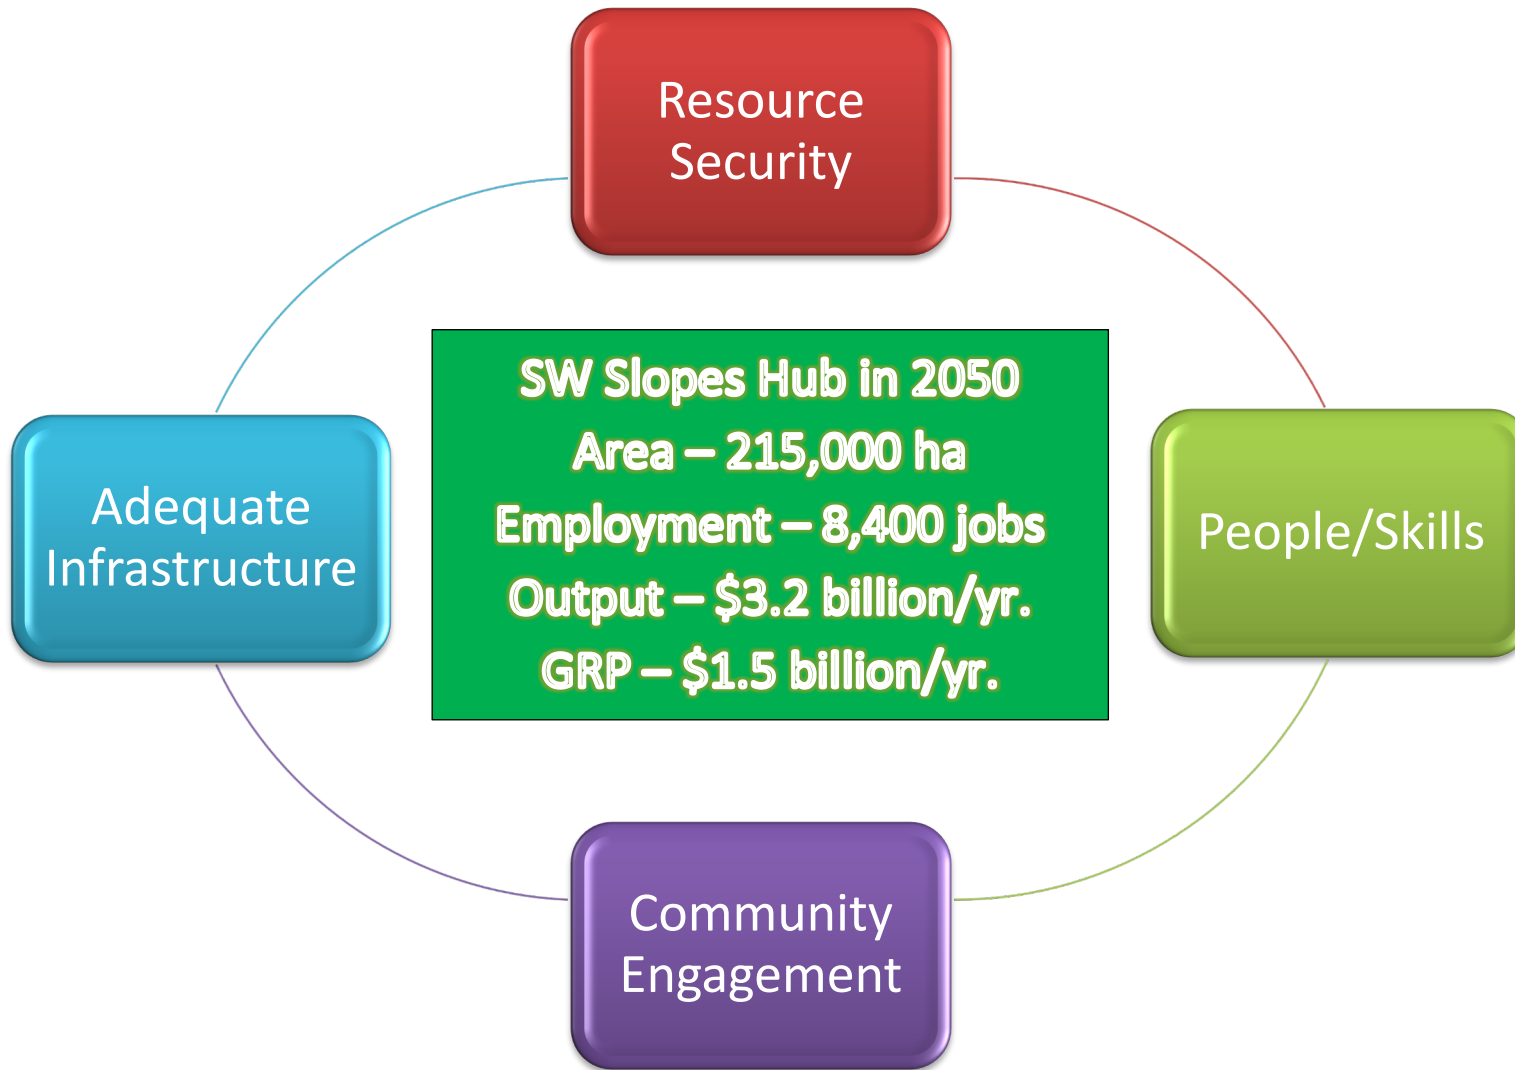 Resource
Security
SW Slopes Hub in 2050
Area – 215,000 ha
Employment – 8,400 jobs
Output – $3.2 billion/yr.
GRP – $1.5 billion/yr.
Adequate
Infrastructure
People/Skills
Community
Engagement